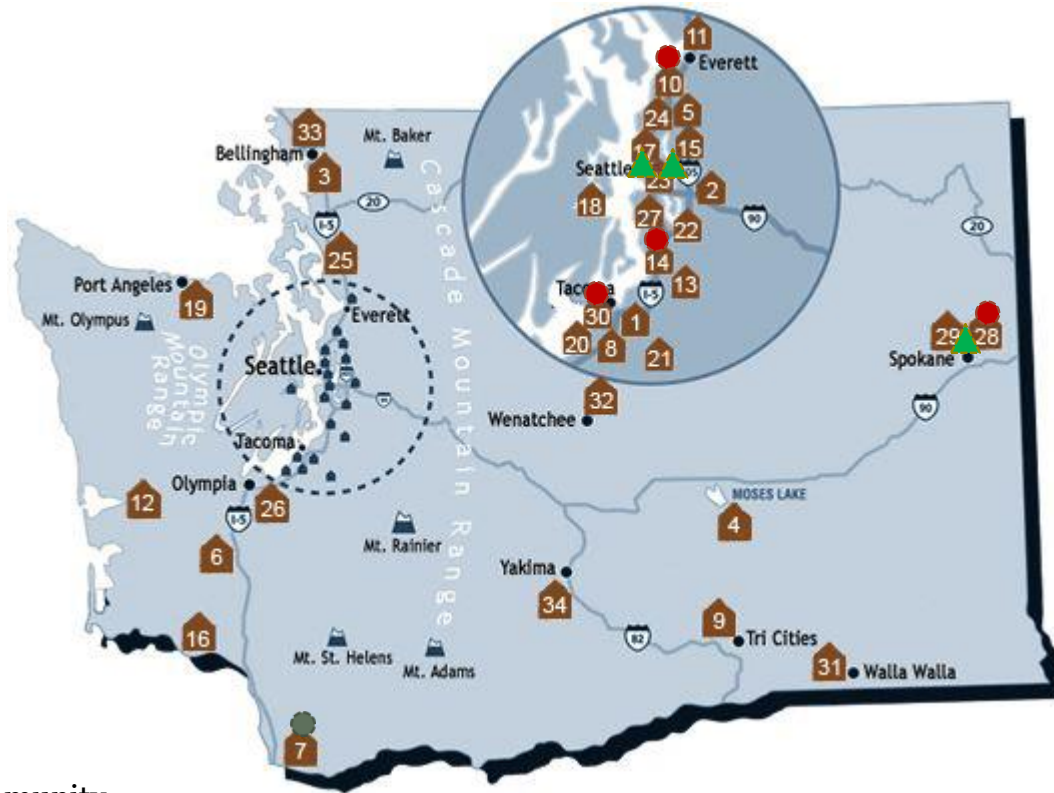 11
Everett
10
24
5
33
Mt. Baker
Bellingham
17
15
3
Seattle
2
18
20
27
90
22
20
I-5
25
14
13
Port Angeles
19
Tacoma
I-5
30
1
Mt. Olympus
Everett
20
8
21
29
28
Seattle
Spokane
Olympic
Mountain
Range
Cascade Mountain Range
32
Wenatchee
90
Tacoma
Olympia
12
26
MOSES LAKE
4
I-5
6
Mt. Rainier
Yakima
34
9
16
82
Tri Cities
Mt. St. Helens
Mt. Adams
31
Walla Walla
7